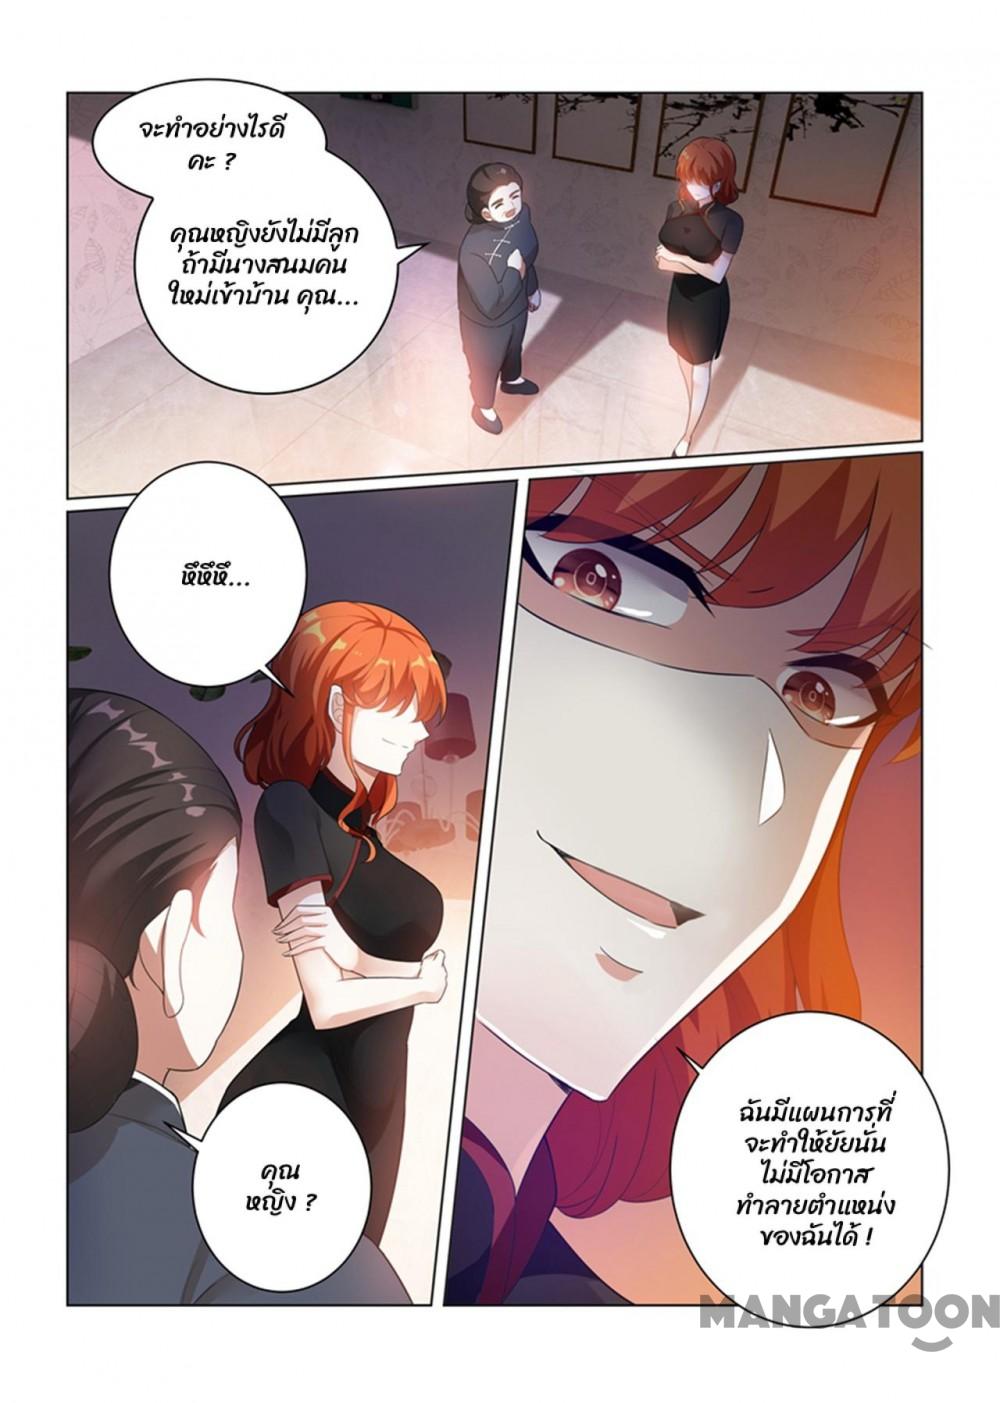 จะทำอย่างไรดี
คะ ?
คุณหญิงยังไม่มีลูก
ถ้ามีนางสนมคน
ใหม่เข้าบ้าน คุณ...
หึหึหึ...
คุณ
หญิง ?
ฉันมีแผนการที่
จะทำให้ยัยนั่น
ไม่มีโอกาส
ทำลายตำแหน่ง
ของฉันได้ !
MANGATOON